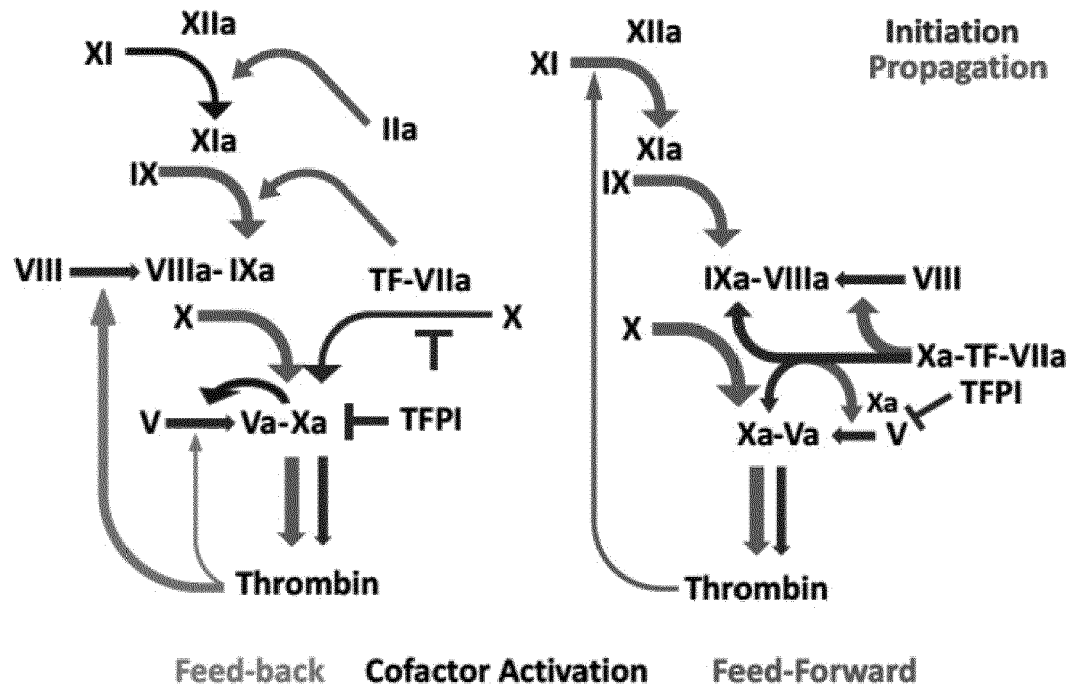 XIIa
XI
IIa
XIa
IX
VIII
VIIIa- IXa
TF-VIIa
X
X
V
Va-Xa
TFPI
Thrombin
Initiation
Propagation
XIIa
XI
XIa
IX
IXa-VIIIa
VIII
X
Xa-TF-VIIa
Xa
TFPI
Xa-Va
V
Thrombin
Feed-back Cofactor Activation Feed-Forward